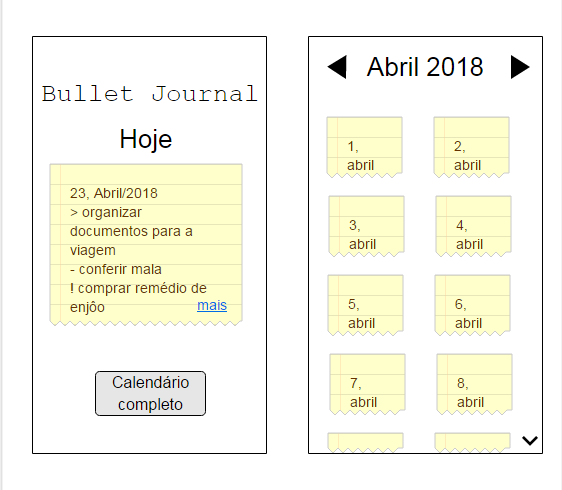 Bullet Journal
Hoje
23, Abril/2018
> organizar
documentos para a
viagem
- conferir mala
! comprar remédio de
enjôo
mais
Calendário
completo
Abril 2018
1,
abril
2,
abril
3,
abril
4,
abril
5,
abril
6,
abril
7,
abril
8,
abril